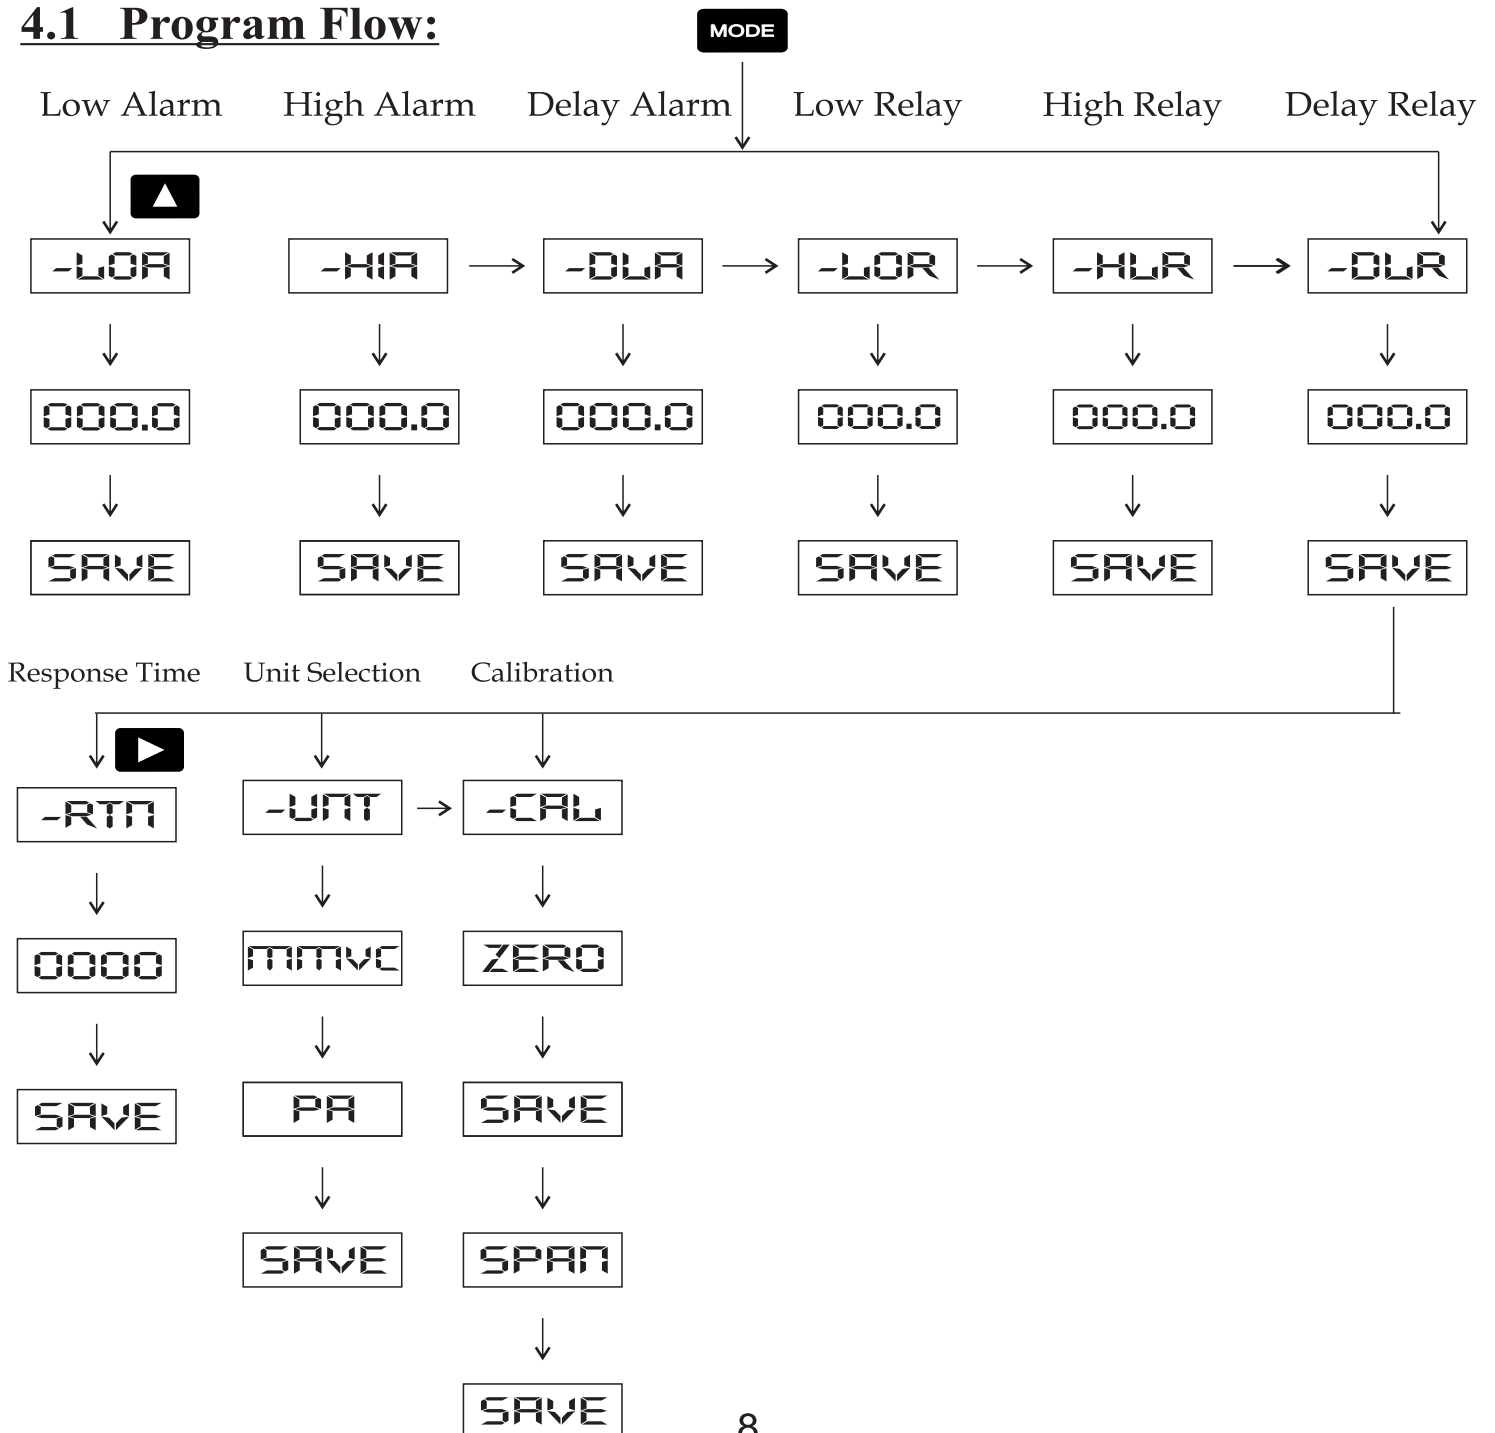 4.1 Program Flow:
MODE
Low Alarm High Alarm Delay Alarm Low Relay High Relay Delay Relay
-LOA -HIA -DLA -LOR -HLR -DLR
000.0 000.0 000.0 000.0 000.0 000.0
SAVE SAVE SAVE SAVE SAVE SAVE
Response Time Unit Selection Calibration
-RTN -UNT -CAL
0000 mmvc ZERO
SAVE PA SAVE
SAVE SPAN
SAVE
8